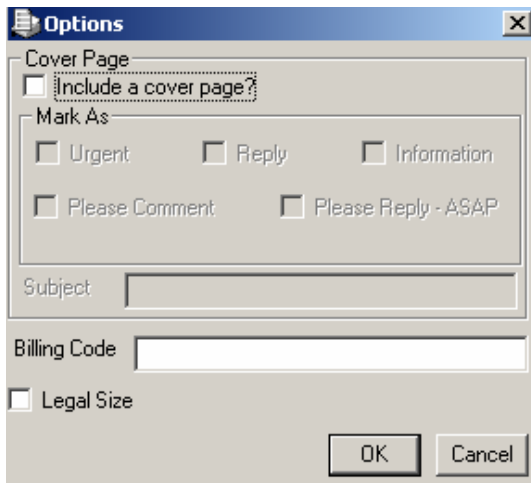 Options
Cover Page
Include a cover page?
Mark As
Urgent Reply Information
Please Comment Please Reply - ASAP
Subject
Billing Code
Legal Size
OK Cancel